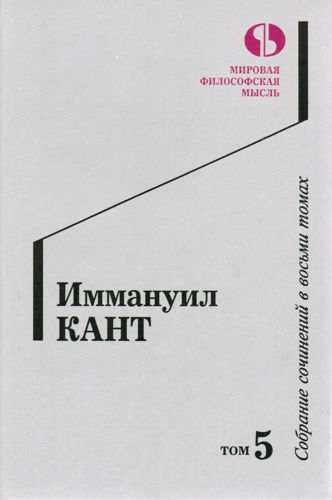 МИРОВАЯ
ФИЛОСОФСКАЯ
МЫСЛЬ
Иммануил
КАНТ
том 5
Собрание сочинений в восьми томах